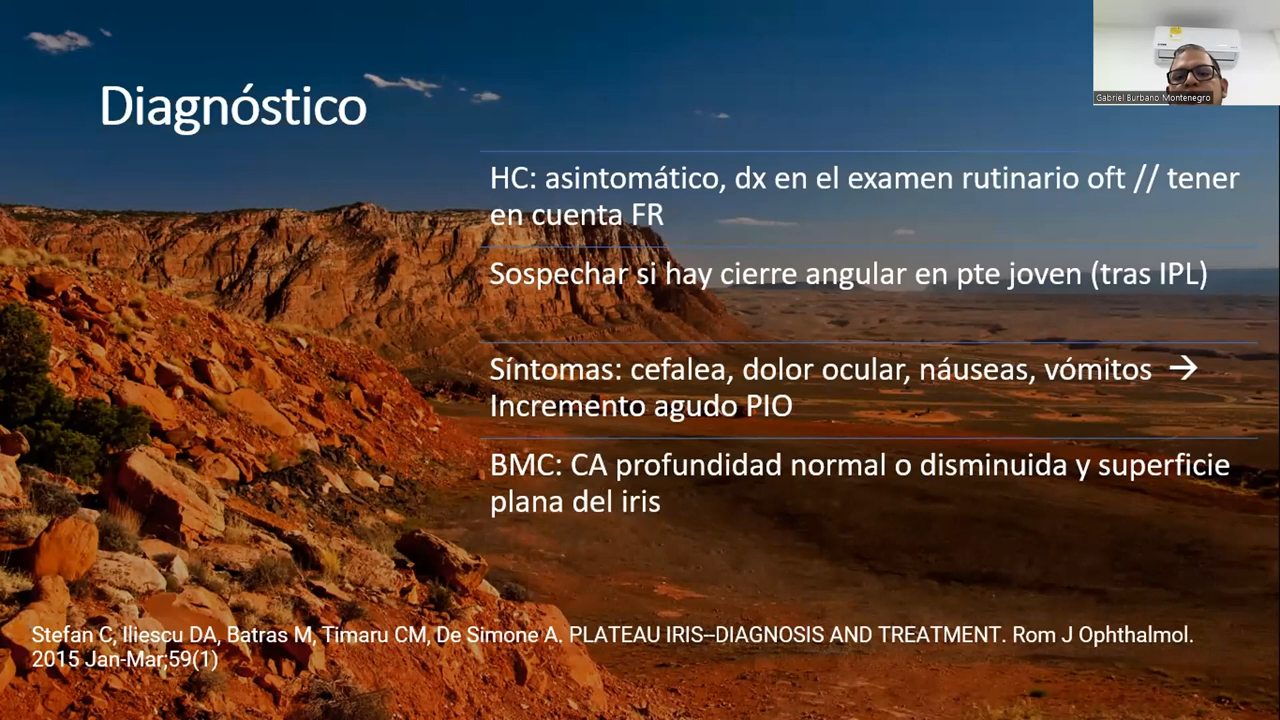 Diagnóstico
Gabriel Burbano Montenegro
HC: asintomático, dx en el examen rutinario oft // tener
en cuenta FR
Sospechar si hay cierre angular en pte joven (tras IPL)
Síntomas: cefalea, dolor ocular, náuseas, vómitos →
Incremento agudo PIO
BMC: CA profundidad normal o disminuida y superficie
plana del iris
Stefan C, Iliescu DA, Batras M, Timaru CM, De Simone A. PLATEAU IRIS--DIAGNOSIS AND TREATMENT. Rom J Ophthalmol.
2015 Jan-Mar;59(1)